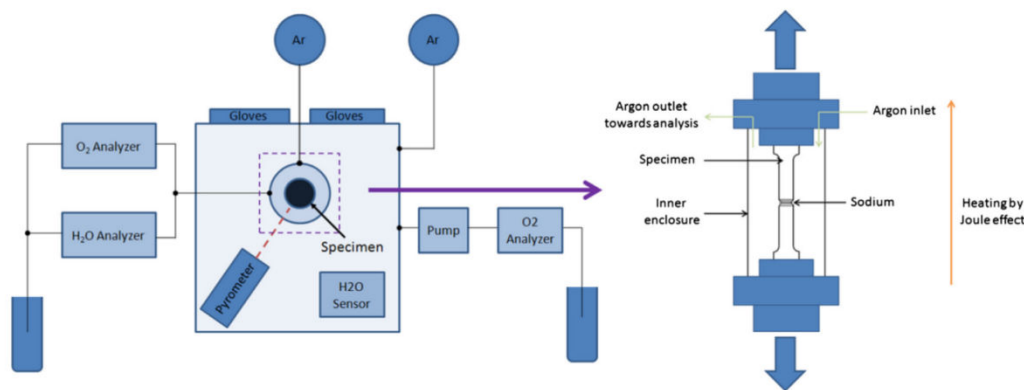 Ar
Ar
Gloves
Gloves
O₂ Analyzer
H₂O Analyzer
Specimen
Pyrometer
H2O
Sensor
Pump
O2
Analyzer
Argon outlet
towards analysis
Argon inlet
Specimen
Inner
enclosure
Sodium
Heating by
Joule effect